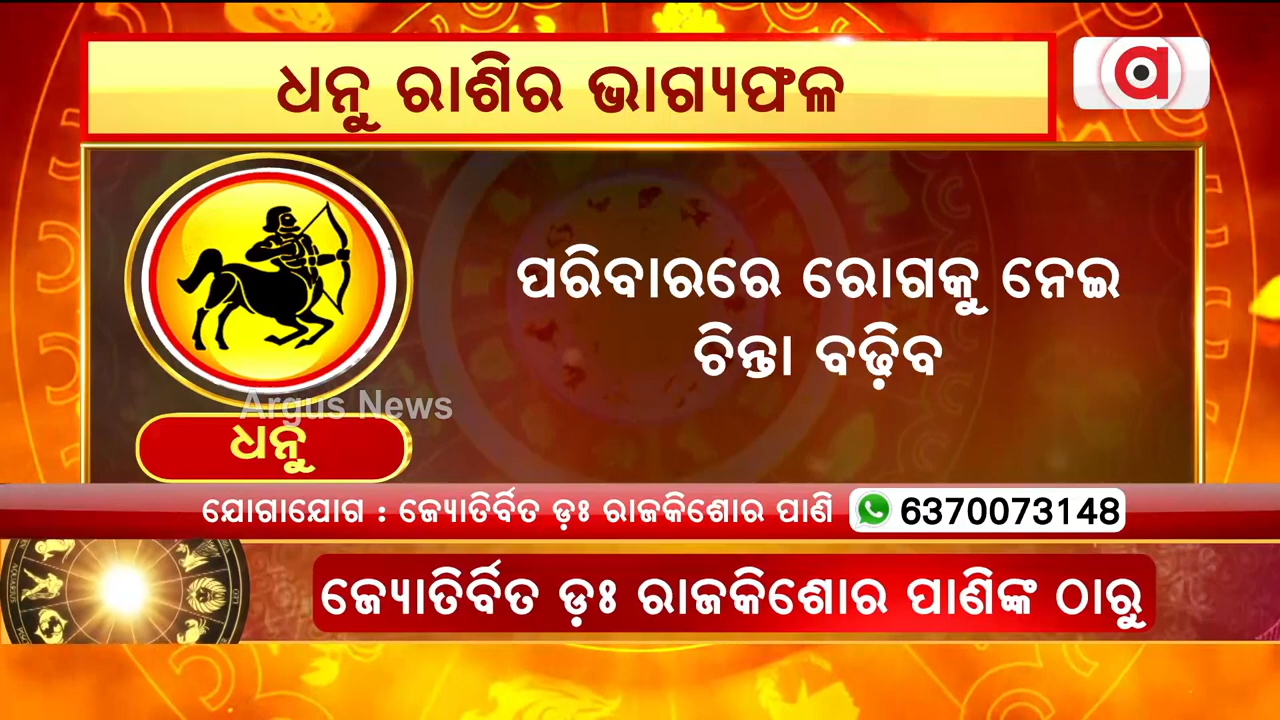 ଧନୁ ରାଶିର ଭାଗ୍ୟଫଳ
a
ପରିବାରରେ ରୋଗକୁ ନେଇ
ଚିନ୍ତା ବଢ଼ିବ
Argus News
ଧନୁ
ଯୋଗାଯୋଗ : ଜ୍ୟୋତିର୍ବିତ ଡ଼ଃ ରାଜକିଶୋର ପାଣି 6370073148
ଜ୍ୟୋତିର୍ବିତ ଡ଼ଃ ରାଜକିଶୋର ପାଣିଙ୍କ ଠାରୁ